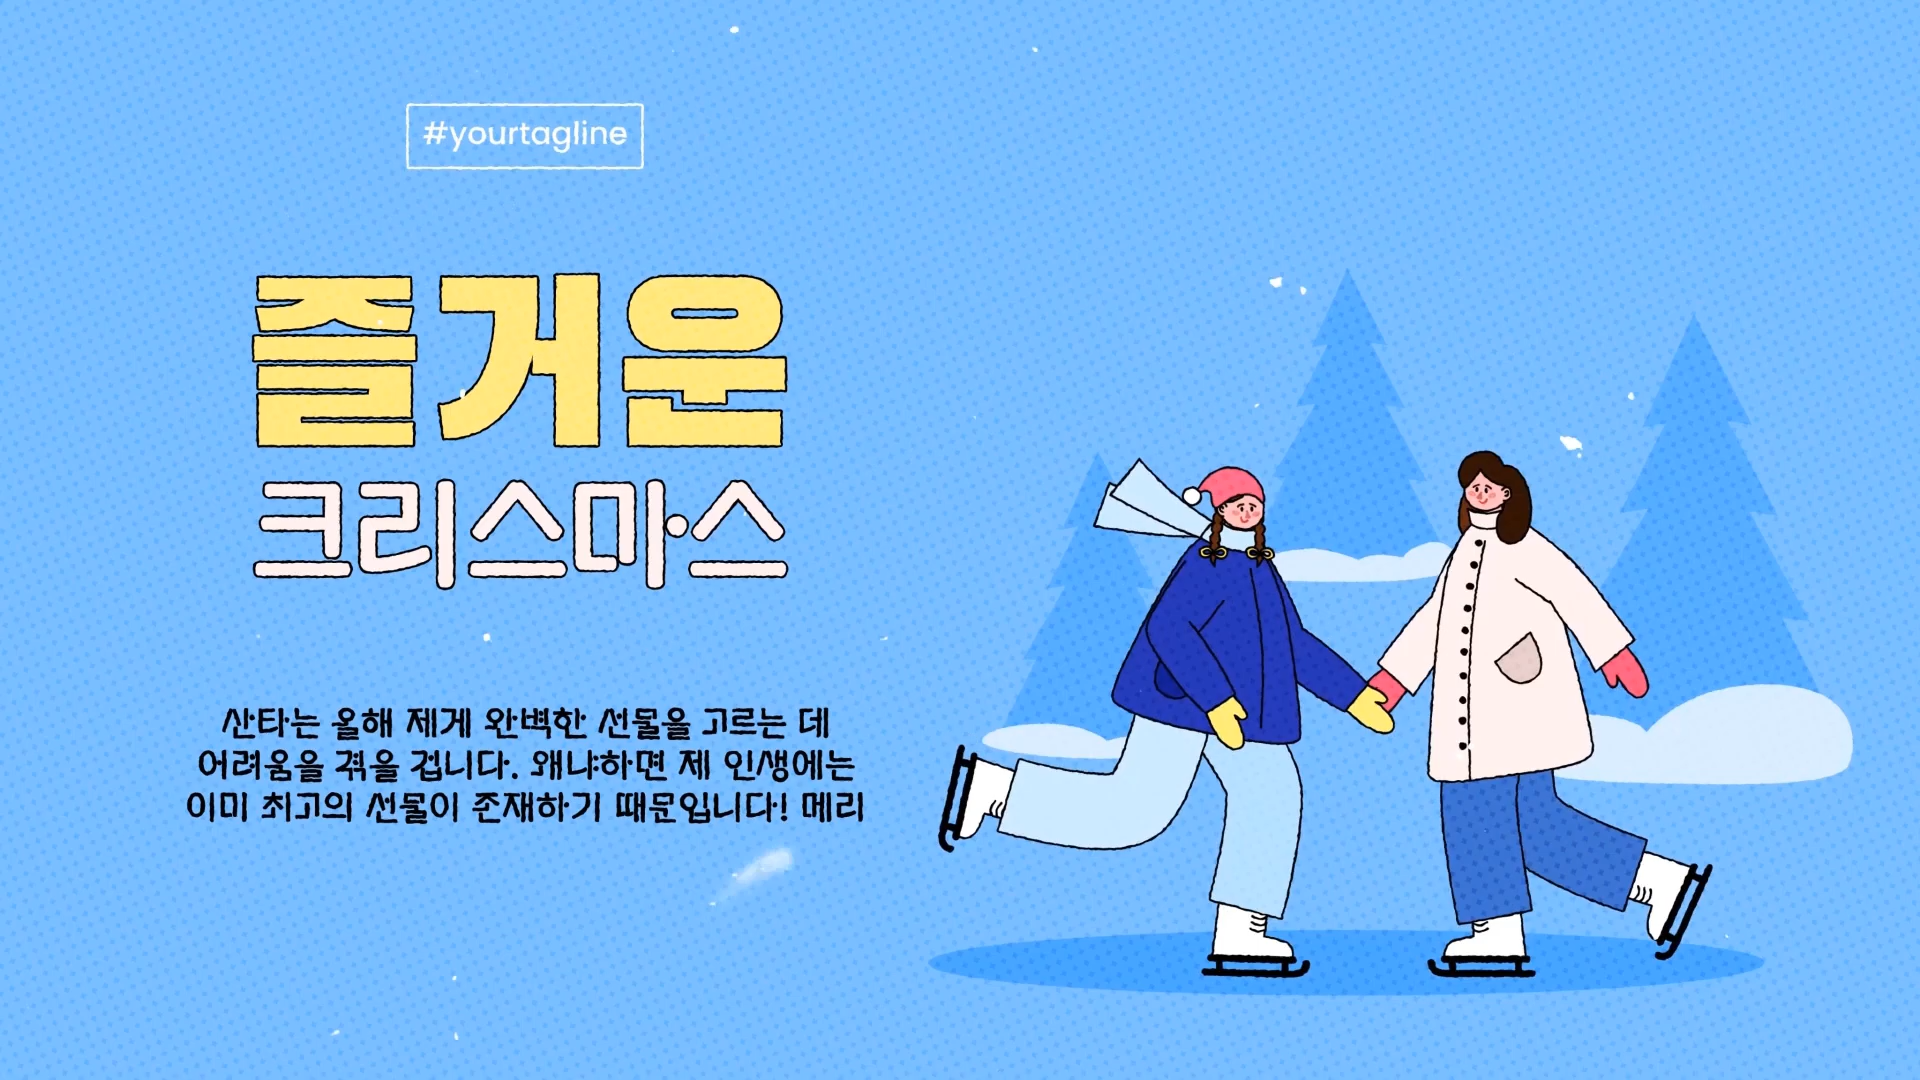 #yourtagline
즐거운
크리스마스
산타는 올해 제게 완벽한 선물을 고르는 데
어려움을 겪을 겁니다. 왜냐하면 제 인생에는
이미 최고의 선물이 존재하기 때문입니다! 메리